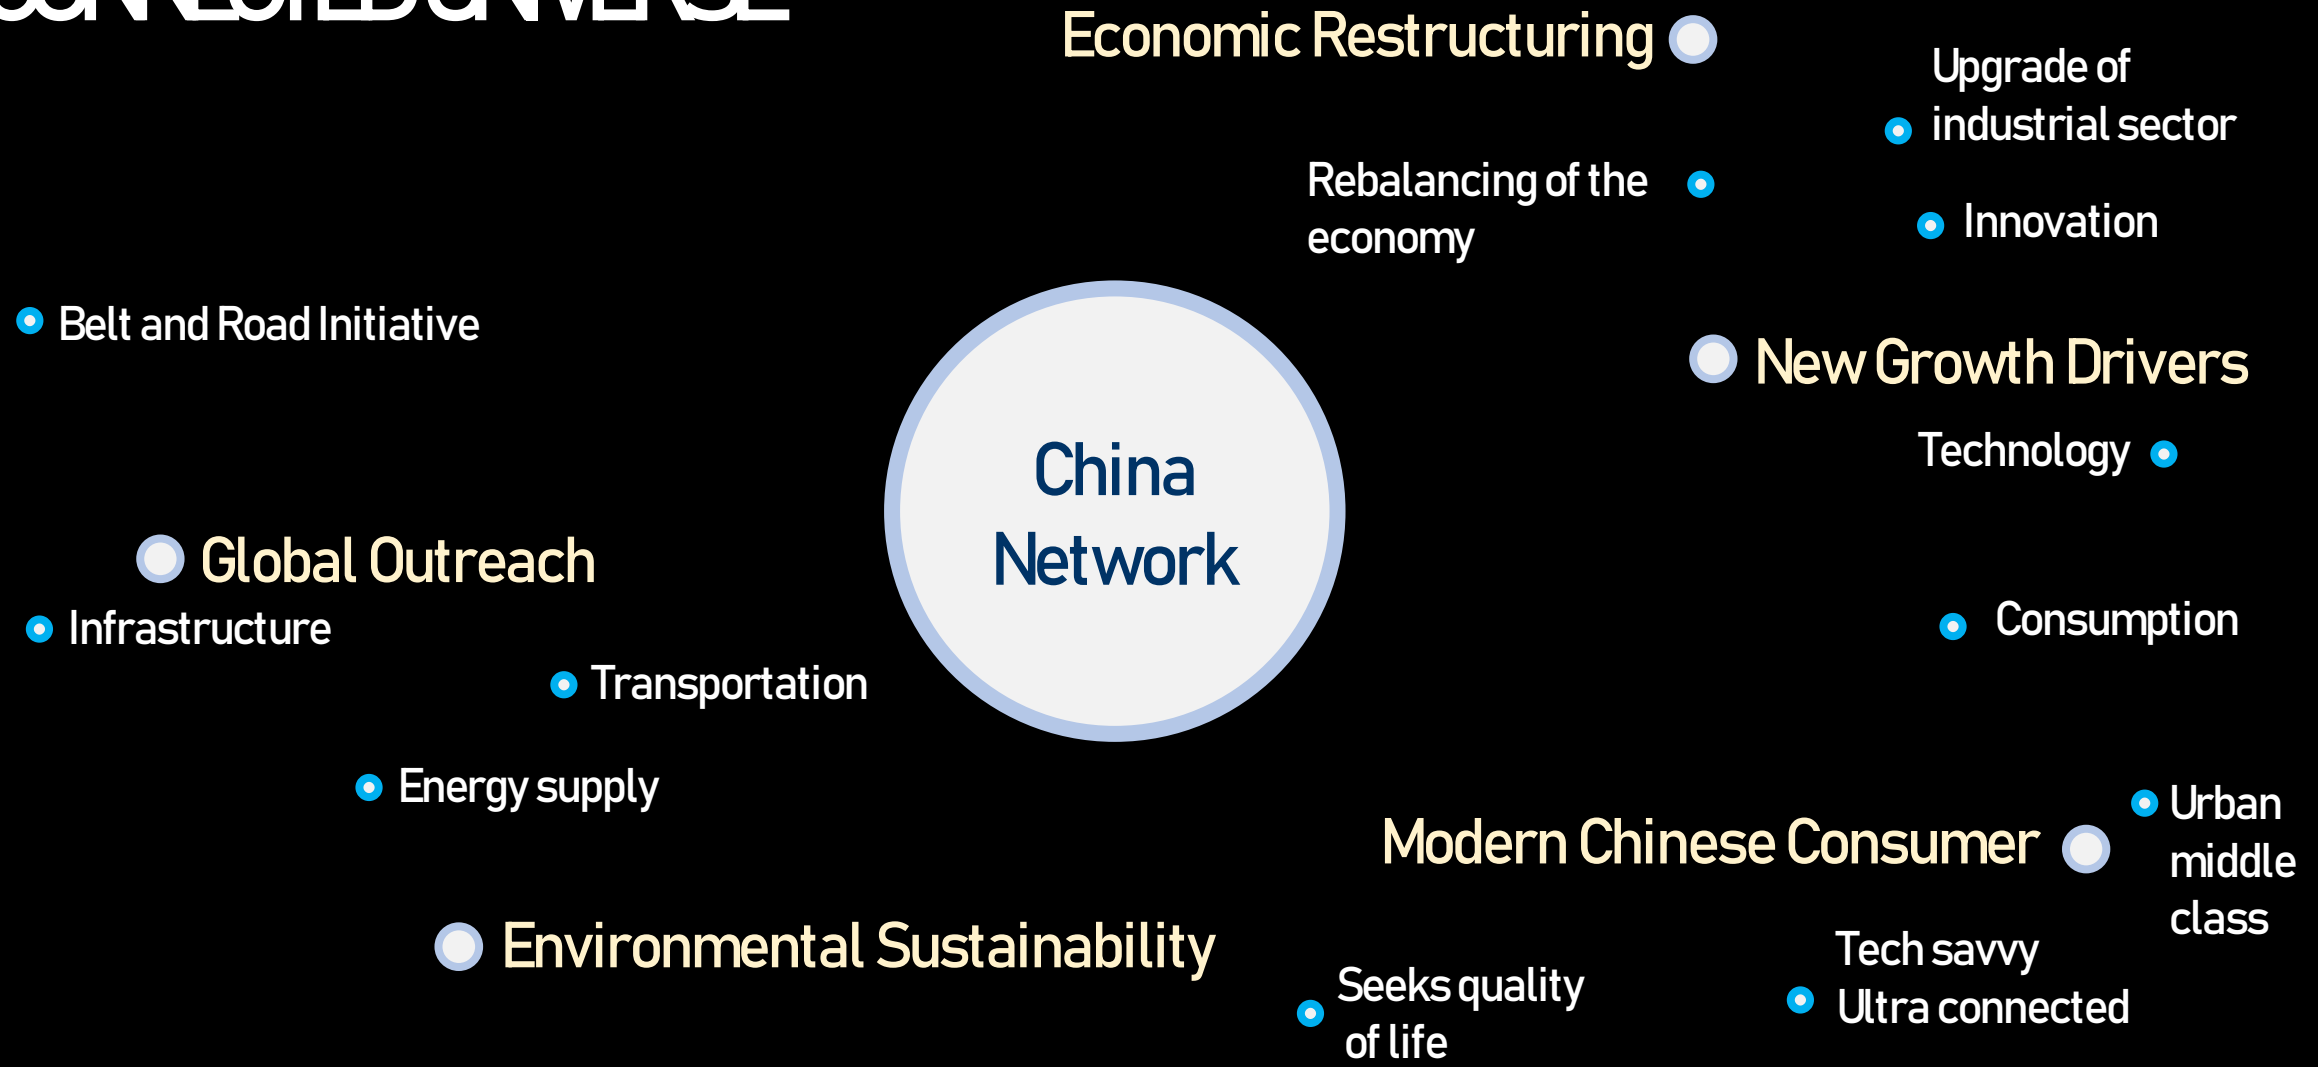 CONNECTED UNIVERSE
Economic Restructuring
Upgrade of
industrial sector
Rebalancing of the
economy
Innovation
Belt and Road Initiative
New Growth Drivers
Technology
China
Network
Global Outreach
Infrastructure
Transportation
Consumption
Energy supply
Modern Chinese Consumer
Urban
middle
class
Environmental Sustainability
Tech savvy
Ultra connected
Seeks quality
of life